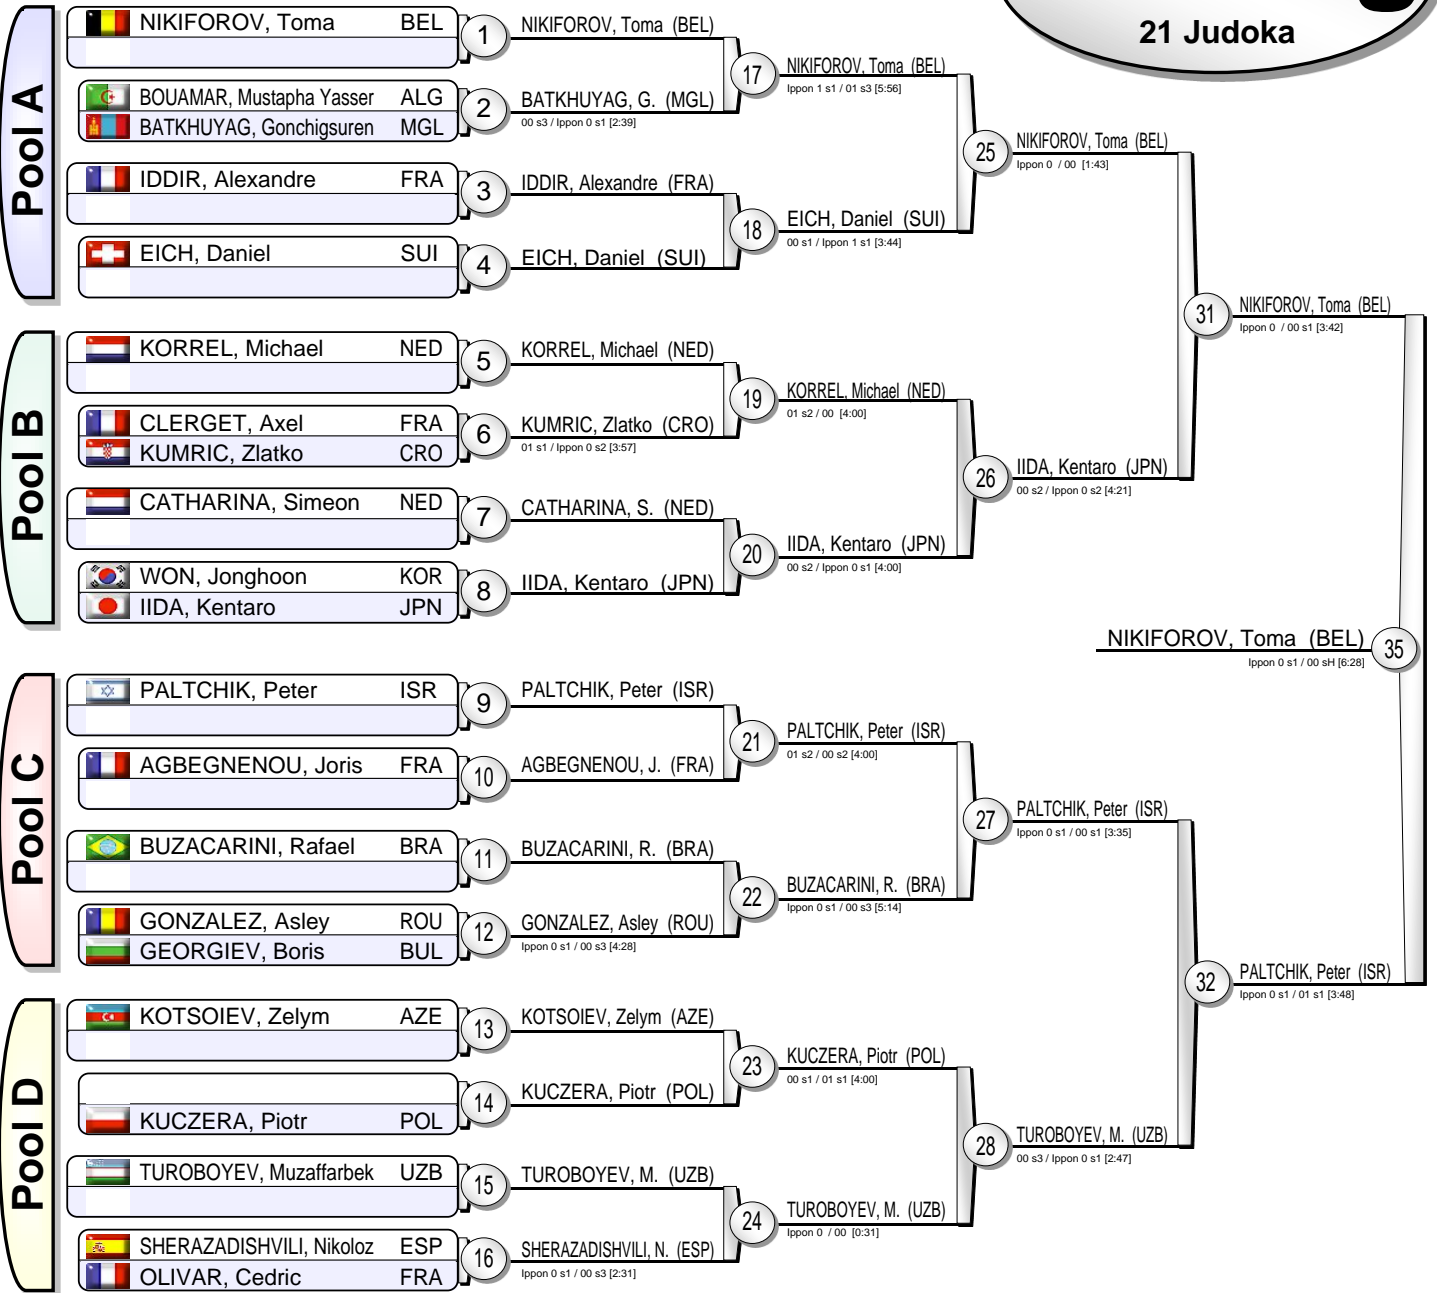 21 Judoka
Pool A
NIKIFOROV, Toma BEL
1
BOUAMAR, Mustapha Yasser ALG
BATKHUYAG, Gonchigsuren MGL
2
IDDIR, Alexandre FRA
3
EICH, Daniel SUI
4
Pool B
KORREL, Michael NED
5
CLERGET, Axel FRA
KUMRIC, Zlatko CRO
6
CATHARINA, Simeon NED
7
WON, Jonghoon KOR
IIDA, Kentaro JPN
8
Pool C
PALTCHIK, Peter ISR
9
AGBEGNENOU, Joris FRA
10
BUZACARINI, Rafael BRA
11
GONZALEZ, Asley ROU
GEORGIEV, Boris BUL
12
Pool D
KOTSOIEV, Zelym AZE
13
KUCZERA, Piotr POL
14
TUROBOYEV, Muzaffarbek UZB
15
SHERAZADISHVILI, Nikoloz ESP
OLIVAR, Cedric FRA
16
NIKIFOROV, Toma (BEL)
BATKHUYAG, G. (MGL)
00 s3 / Ippon 0 s1 [2:39]
17
IDDIR, Alexandre (FRA)
EICH, Daniel (SUI)
18
KORREL, Michael (NED)
KUMRIC, Zlatko (CRO)
01 s1 / Ippon 0 s2 [3:57]
19
CATHARINA, S. (NED)
IIDA, Kentaro (JPN)
20
PALTCHIK, Peter (ISR)
AGBEGNENOU, J. (FRA)
21
BUZACARINI, R. (BRA)
GONZALEZ, Asley (ROU)
Ippon 0 s1 / 00 s3 [4:28]
22
KOTSOIEV, Zelym (AZE)
KUCZERA, Piotr (POL)
23
TUROBOYEV, M. (UZB)
SHERAZADISHVILI, N. (ESP)
Ippon 0 s1 / 00 s3 [2:31]
24
NIKIFOROV, Toma (BEL)
Ippon 1 s1 / 01 s3 [5:56]
EICH, Daniel (SUI)
00 s1 / Ippon 1 s1 [3:44]
25
KORREL, Michael (NED)
01 s2 / 00 [4:00]
IIDA, Kentaro (JPN)
00 s2 / Ippon 0 s1 [4:00]
26
PALTCHIK, Peter (ISR)
01 s2 / 00 s2 [4:00]
BUZACARINI, R. (BRA)
Ippon 0 s1 / 00 s3 [5:14]
27
KUCZERA, Piotr (POL)
00 s1 / 01 s1 [4:00]
TUROBOYEV, M. (UZB)
Ippon 0 / 00 [0:31]
28
NIKIFOROV, Toma (BEL)
Ippon 0 / 00 [1:43]
IIDA, Kentaro (JPN)
00 s2 / Ippon 0 s2 [4:21]
31
PALTCHIK, Peter (ISR)
Ippon 0 s1 / 00 s1 [3:35]
TUROBOYEV, M. (UZB)
00 s3 / Ippon 0 s1 [2:47]
32
NIKIFOROV, Toma (BEL)
Ippon 0 / 00 s1 [3:42]
PALTCHIK, Peter (ISR)
Ippon 0 s1 / 01 s1 [3:48]
NIKIFOROV, Toma (BEL)
Ippon 0 s1 / 00 sH [6:28]
35